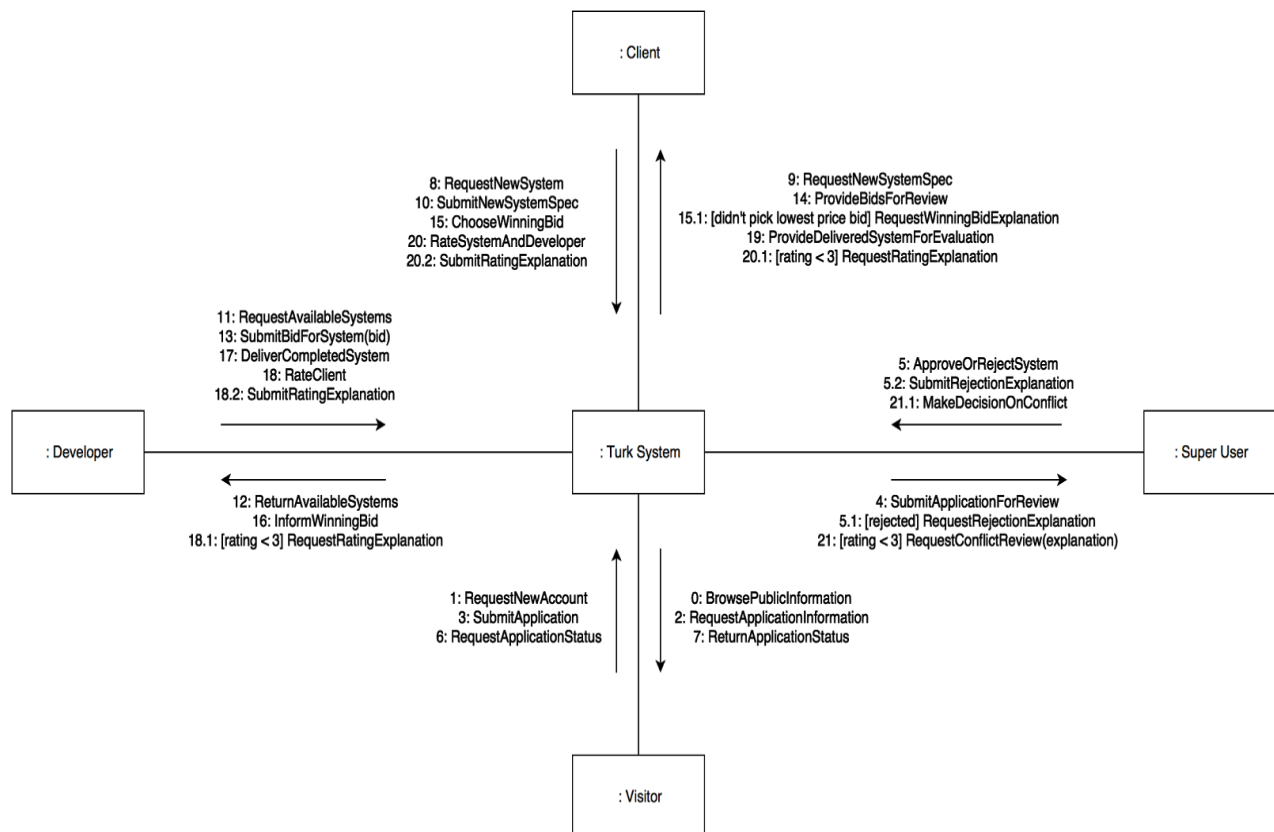 : Client
8: RequestNewSystem
10: SubmitNewSystemSpec
15: ChooseWinningBid
20: RateSystemAndDeveloper
20.2: SubmitRatingExplanation
9: RequestNewSystemSpec
14: ProvideBidsForReview
15.1: [didn't pick lowest price bid] RequestWinningBidExplanation
19: ProvideDeliveredSystemForEvaluation
20.1: [rating < 3] RequestRatingExplanation
11: RequestAvailableSystems
13: SubmitBidForSystem(bid)
17: DeliverCompletedSystem
18: RateClient
18.2: SubmitRatingExplanation
5: ApproveOrRejectSystem
5.2: SubmitRejectionExplanation
21.1: MakeDecisionOnConflict
: Developer
: Turk System
: Super User
12: ReturnAvailableSystems
16: InformWinningBid
18.1: [rating < 3] RequestRatingExplanation
4: SubmitApplicationForReview
5.1: [rejected] RequestRejectionExplanation
21: [rating < 3] RequestConflictReview(explanation)
1: RequestNewAccount
3: SubmitApplication
6: RequestApplicationStatus
0: BrowsePublicInformation
2: RequestApplicationInformation
7: ReturnApplicationStatus
: Visitor